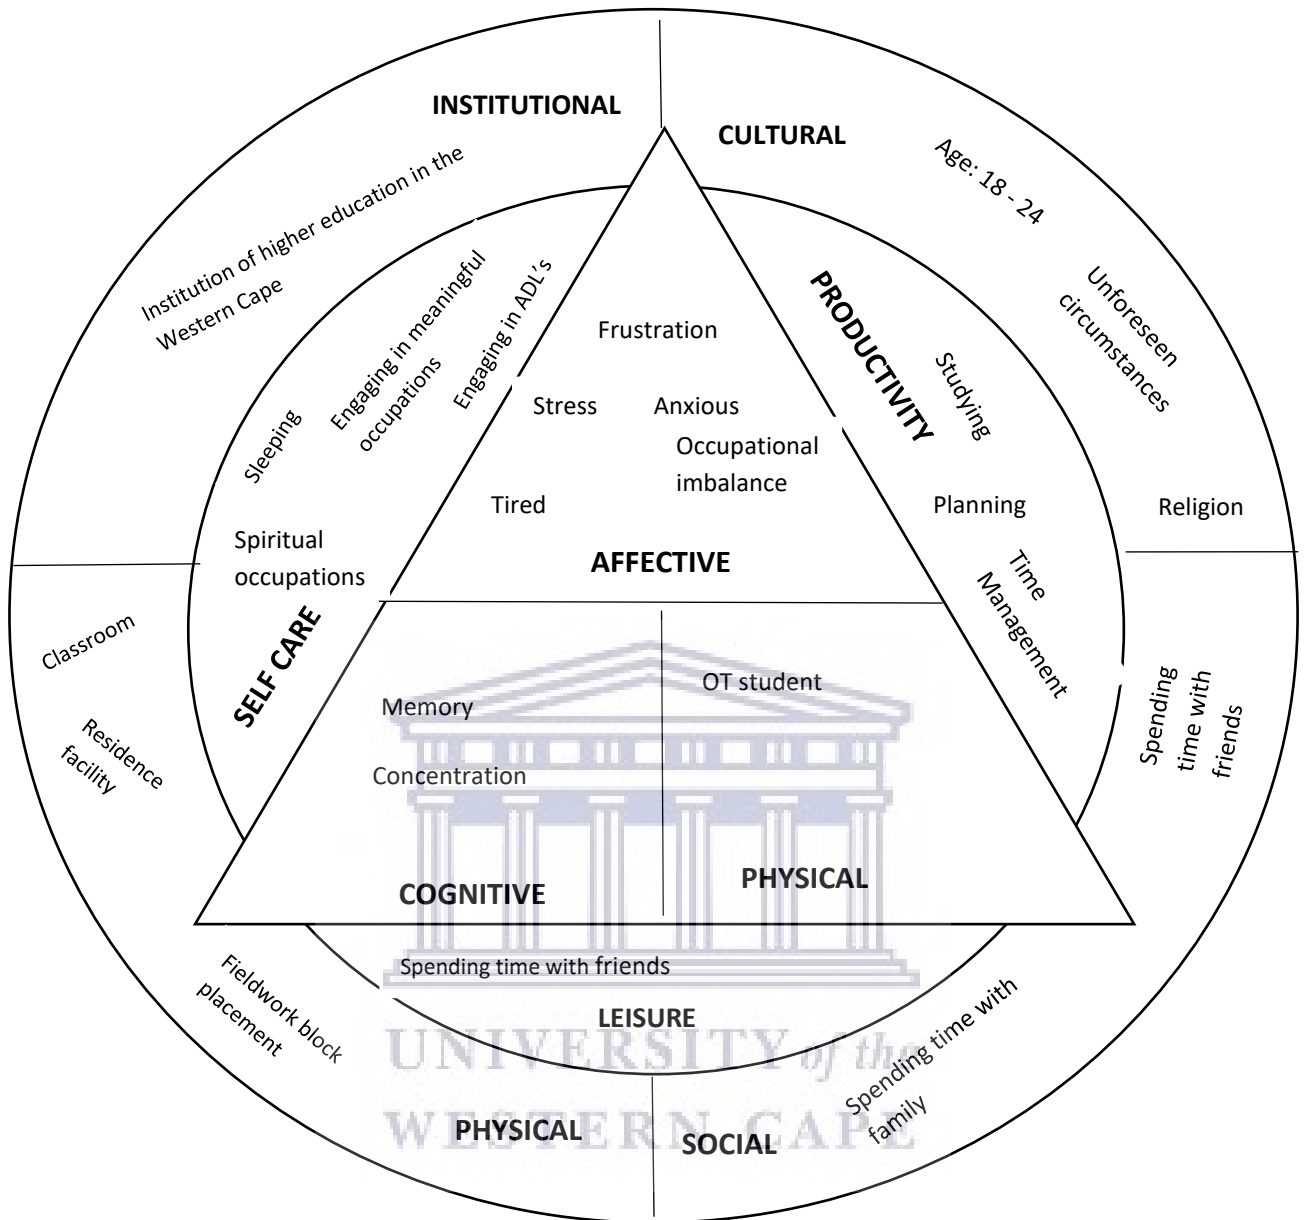 INSTITUTIONAL
CULTURAL
Institution of higher education in the
Western Cape
Age: 18 - 24
Unforeseen
circumstances
Religion
Engaging in meaningful
occupations
Engaging in ADL's
Sleeping
Spiritual
occupations
SELF CARE
Frustration
Stress
Anxious
Occupational
imbalance
Tired
AFFECTIVE
PRODUCTIVITY
Studying
Planning
Time
Management
Classroom
Residence
facility
Memory
Concentration
COGNITIVE
OT student
PHYSICAL
Spending
time with
friends
Spending time with friends
LEISURE
Fieldwork block
placement
PHYSICAL
SOCIAL
Spending time with
family
UNIVERSITY of the
WESTERN CAPE